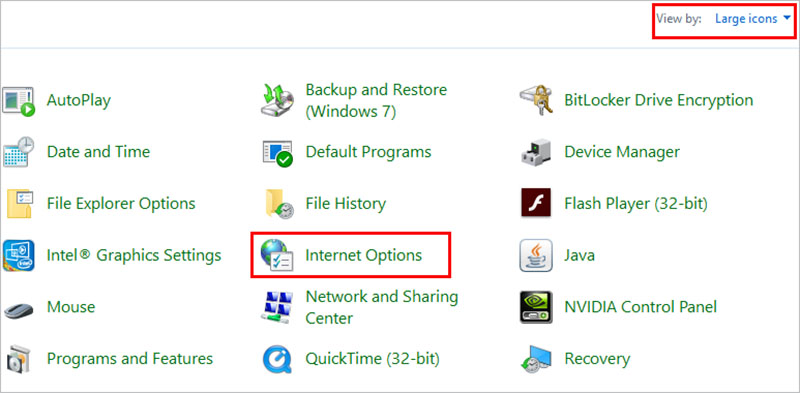 View by: Large icons
AutoPlay
Backup and Restore
(Windows 7)
BitLocker Drive Encryption
Date and Time
Default Programs
Device Manager
File Explorer Options
File History
Flash Player (32-bit)
Intel® Graphics Settings
Internet Options
Java
Mouse
Network and Sharing
Center
NVIDIA Control Panel
Programs and Features
QuickTime (32-bit)
Recovery